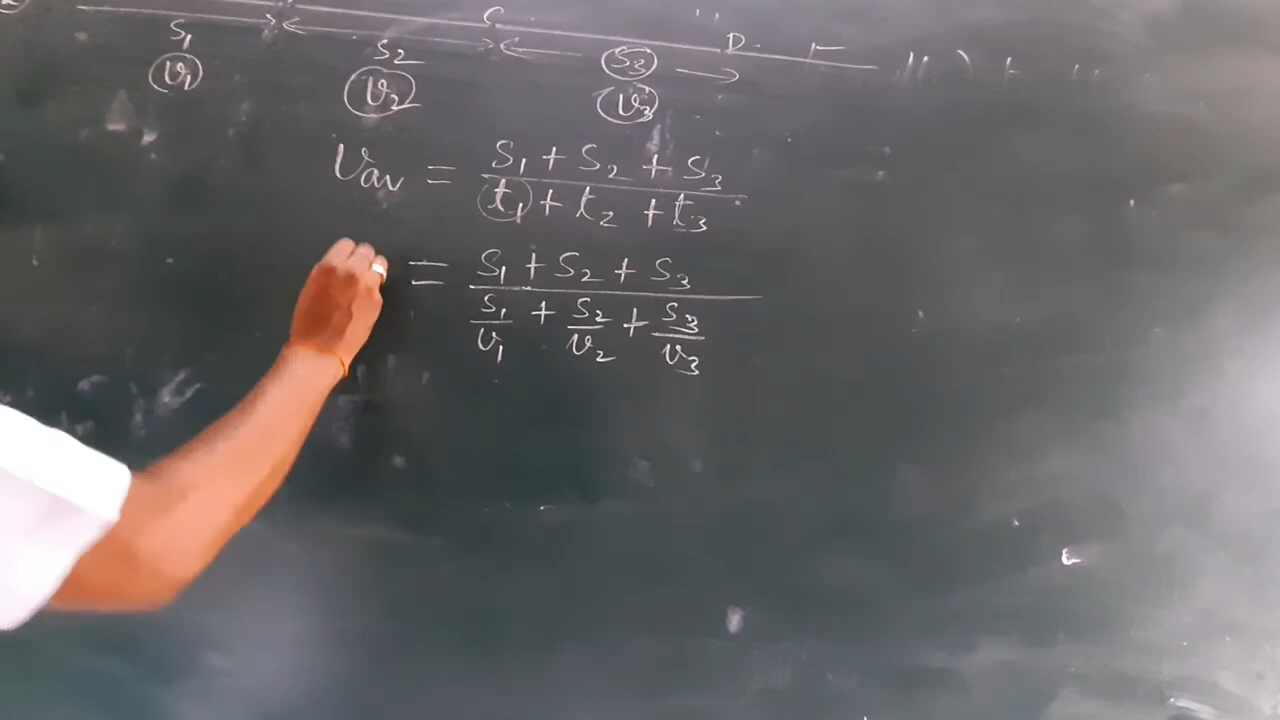 C D
S₁ S₂ S₃
v₁ v₂ v₃
Vav = S₁ + S₂ + S₃ / t₁ + t₂ + t₃
= S₁ + S₂ + S₃ / S₁/v₁ + S₂/v₂ + S₃/v₃